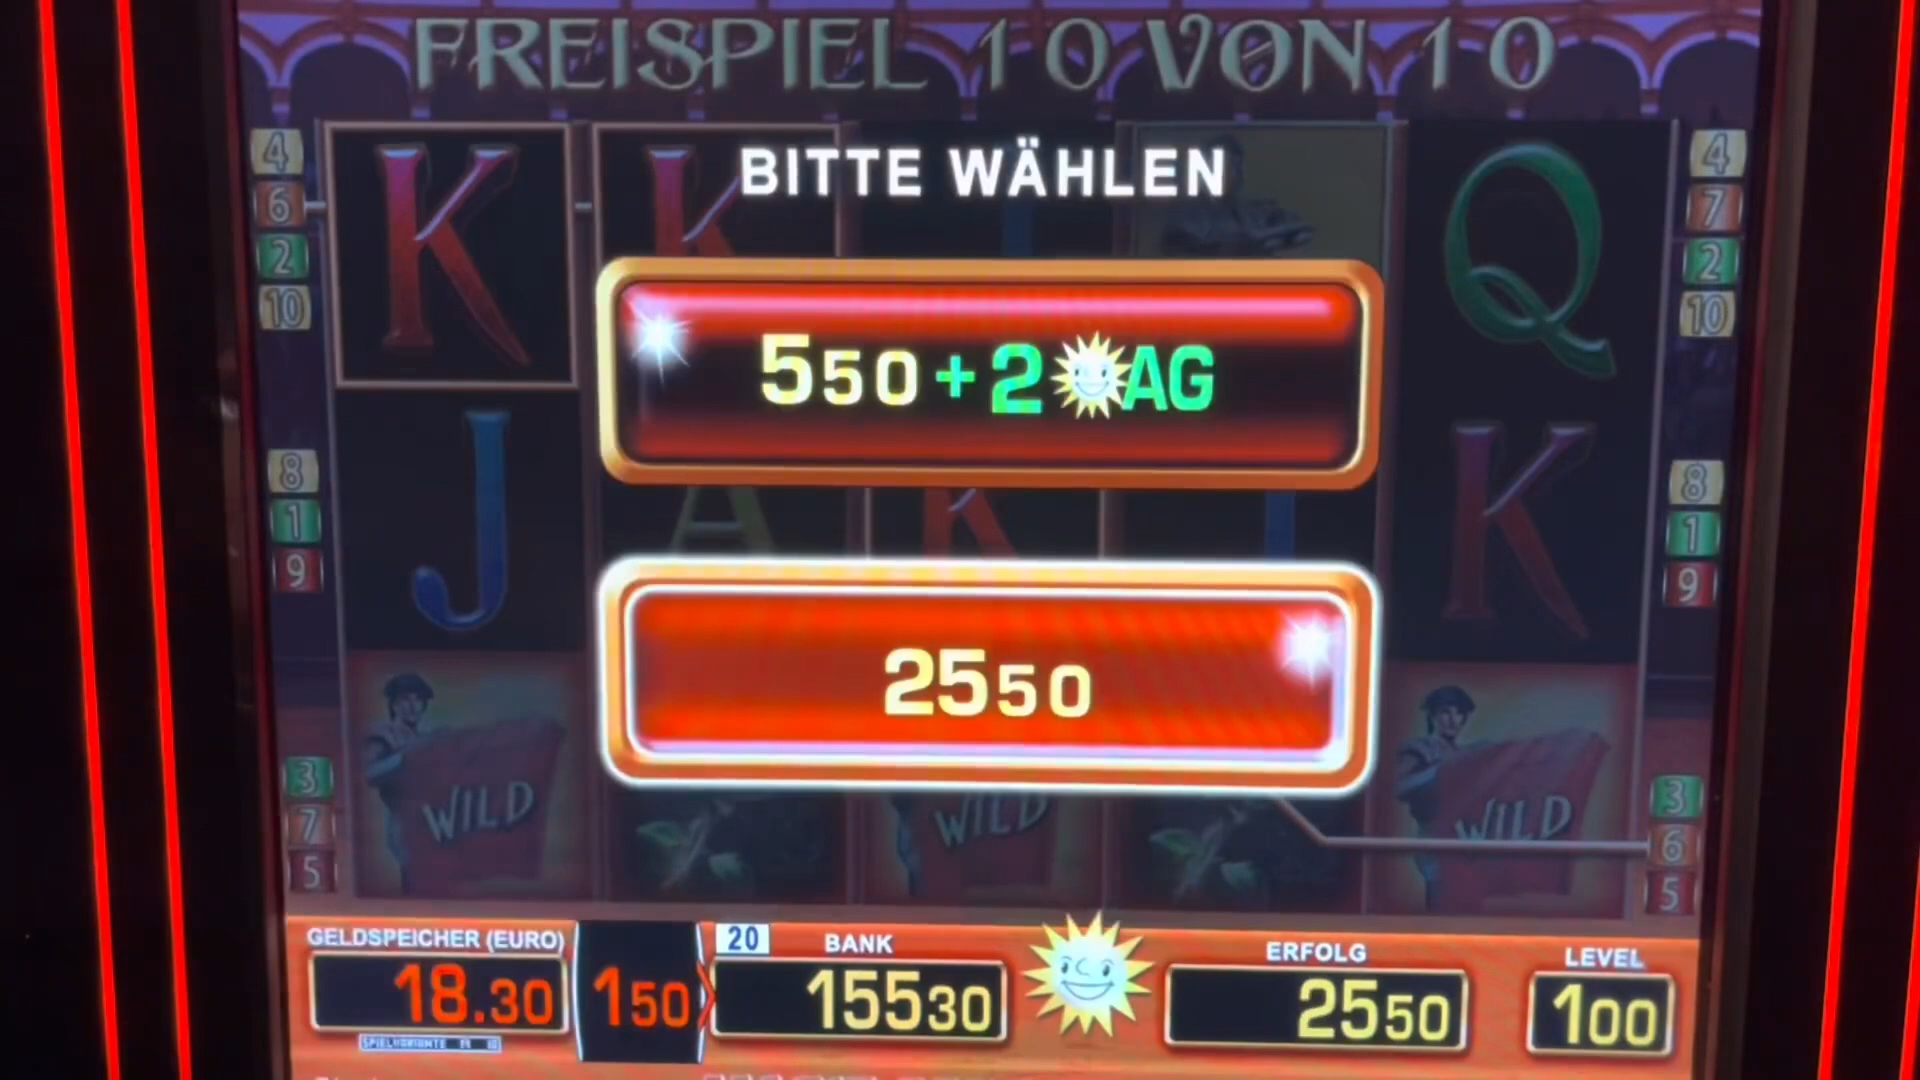 FREISPIEL 10 VON 10
BITTE WÄHLEN
4
6
2
10
K
K
Q
4
7
2
10
550 + 2 AG
8
1
9
J
A
K
K
8
1
9
2550
3
7
5
WILD
WILD
WILD
3
6
5
GELDSPEICHER (EURO)
18.30
150
20
BANK
15530
ERFOLG
2550
LEVEL
100